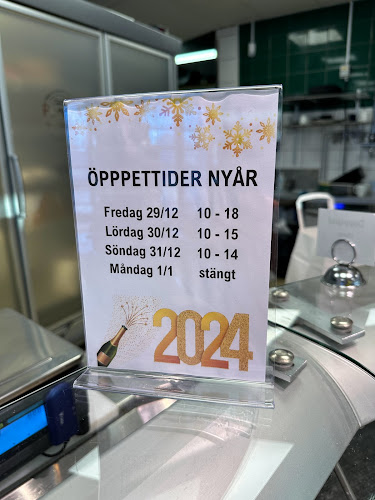 ÖPPPETTIDER NYÅR
Fredag 29/12 10 - 18
Lördag 30/12 10 - 15
Söndag 31/12 10 - 14
Måndag 1/1 stängt
2024